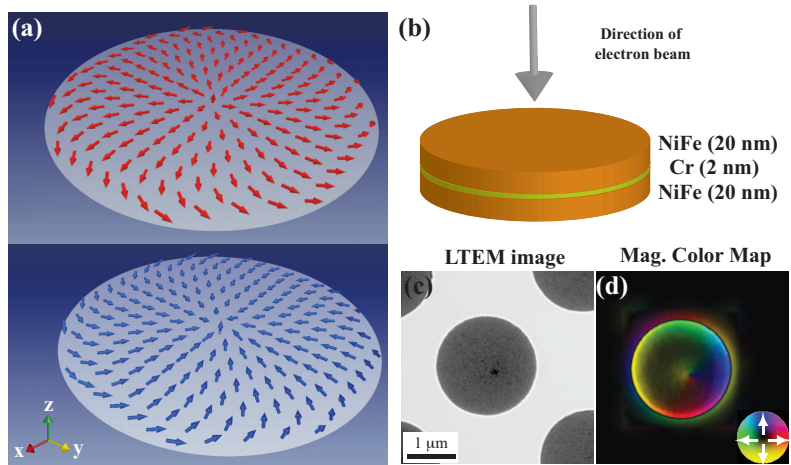 (a)
z
x
y
(b)
Direction of
electron beam
NiFe (20 nm)
Cr (2 nm)
NiFe (20 nm)
LTEM image
Mag. Color Map
(c)
1 μm
(d)